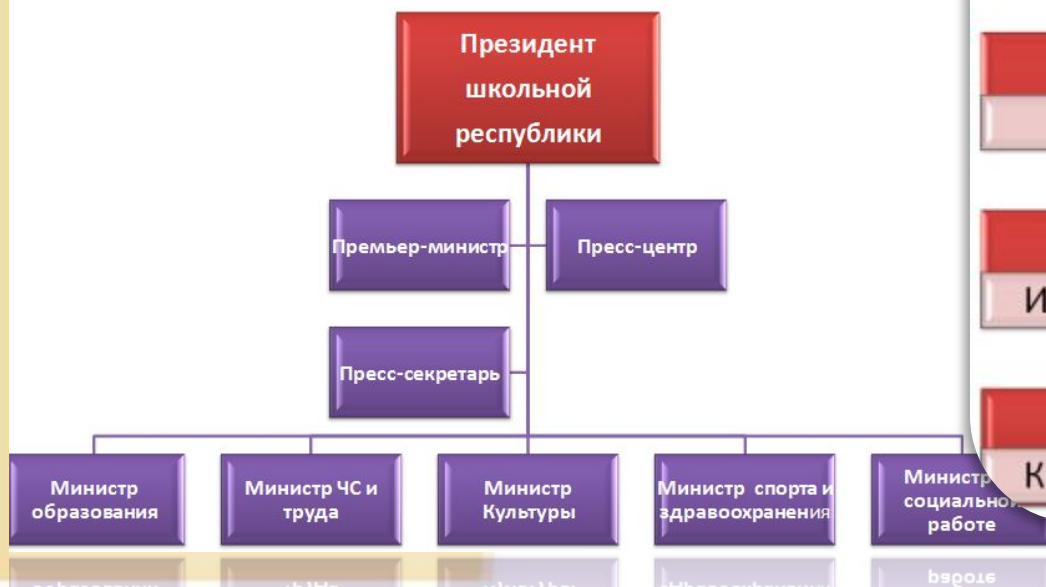 Президент
школьной
республики
Премьер-министр
Пресс-центр
Пресс-секретарь
Министр
образования
Министр ЧС и
труда
Министр
Культуры
Министр спорта и
здравоохранения
Министр
социальной
работе
И
К